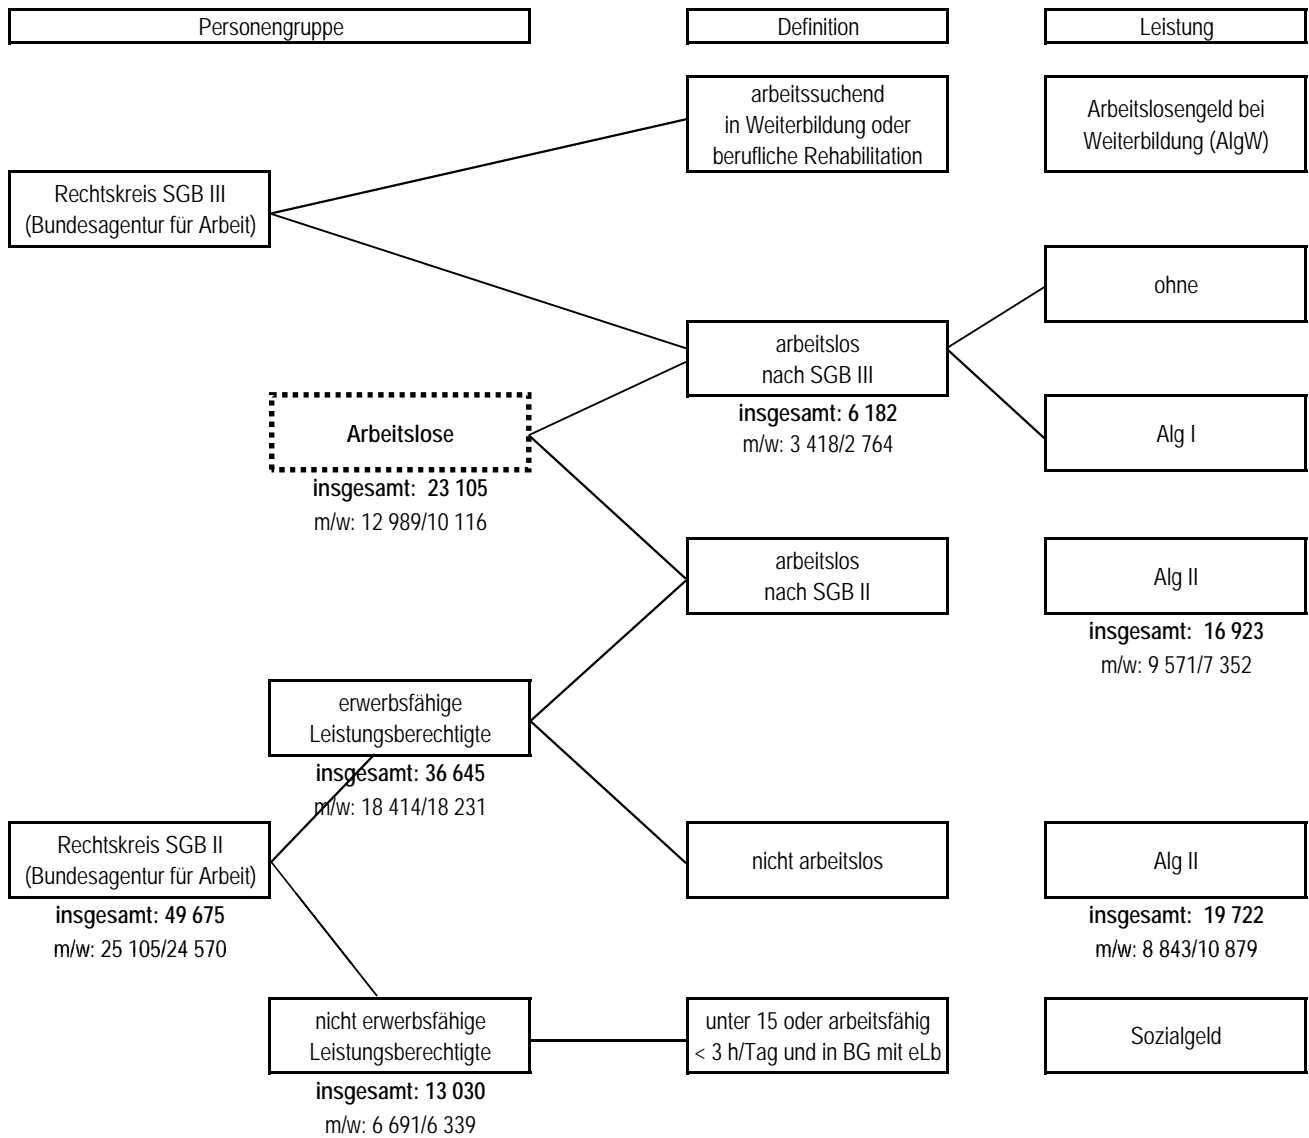 Personengruppe
Definition
Leistung
arbeitssuchend
in Weiterbildung oder
berufliche Rehabilitation
Arbeitslosengeld bei
Weiterbildung (AlgW)
Rechtskreis SGB III
(Bundesagentur für Arbeit)
ohne
arbeitslos
nach SGB III
insgesamt: 6 182
m/w: 3 418/2 764
Arbeitslose
insgesamt: 23 105
m/w: 12 989/10 116
Alg I
arbeitslos
nach SGB II
Alg II
insgesamt: 16 923
m/w: 9 571/7 352
erwerbsfähige
Leistungsberechtigte
insgesamt: 36 645
m/w: 18 414/18 231
Rechtskreis SGB II
(Bundesagentur für Arbeit)
insgesamt: 49 675
m/w: 25 105/24 570
nicht arbeitslos
Alg II
insgesamt: 19 722
m/w: 8 843/10 879
nicht erwerbsfähige
Leistungsberechtigte
insgesamt: 13 030
m/w: 6 691/6 339
unter 15 oder arbeitsfähig
< 3 h/Tag und in BG mit eLb
Sozialgeld